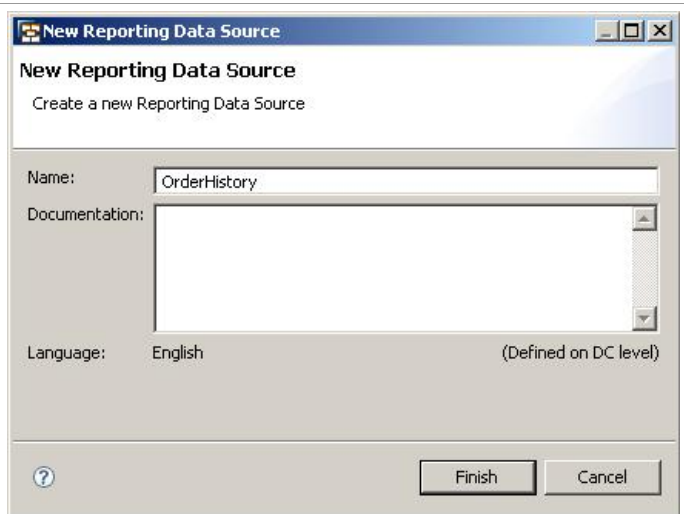 New Reporting Data Source
New Reporting Data Source
Create a new Reporting Data Source
Name: OrderHistory
Documentation:
Language: English (Defined on DC level)
?
Finish Cancel